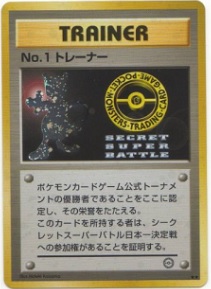 TRAINER
No.1 トレーナー
POCKET MONSTERS TRADING CARD GAME
SECRET
SUPER
BATTLE
ポケモンカードゲーム公式トーナメ
ントの優勝者であることをここに認定
し、その栄誉をたたえる。
このカードを所持する者は、シーク
レットスーパーバトル日本一決定戦
への参加権があることを証明する。